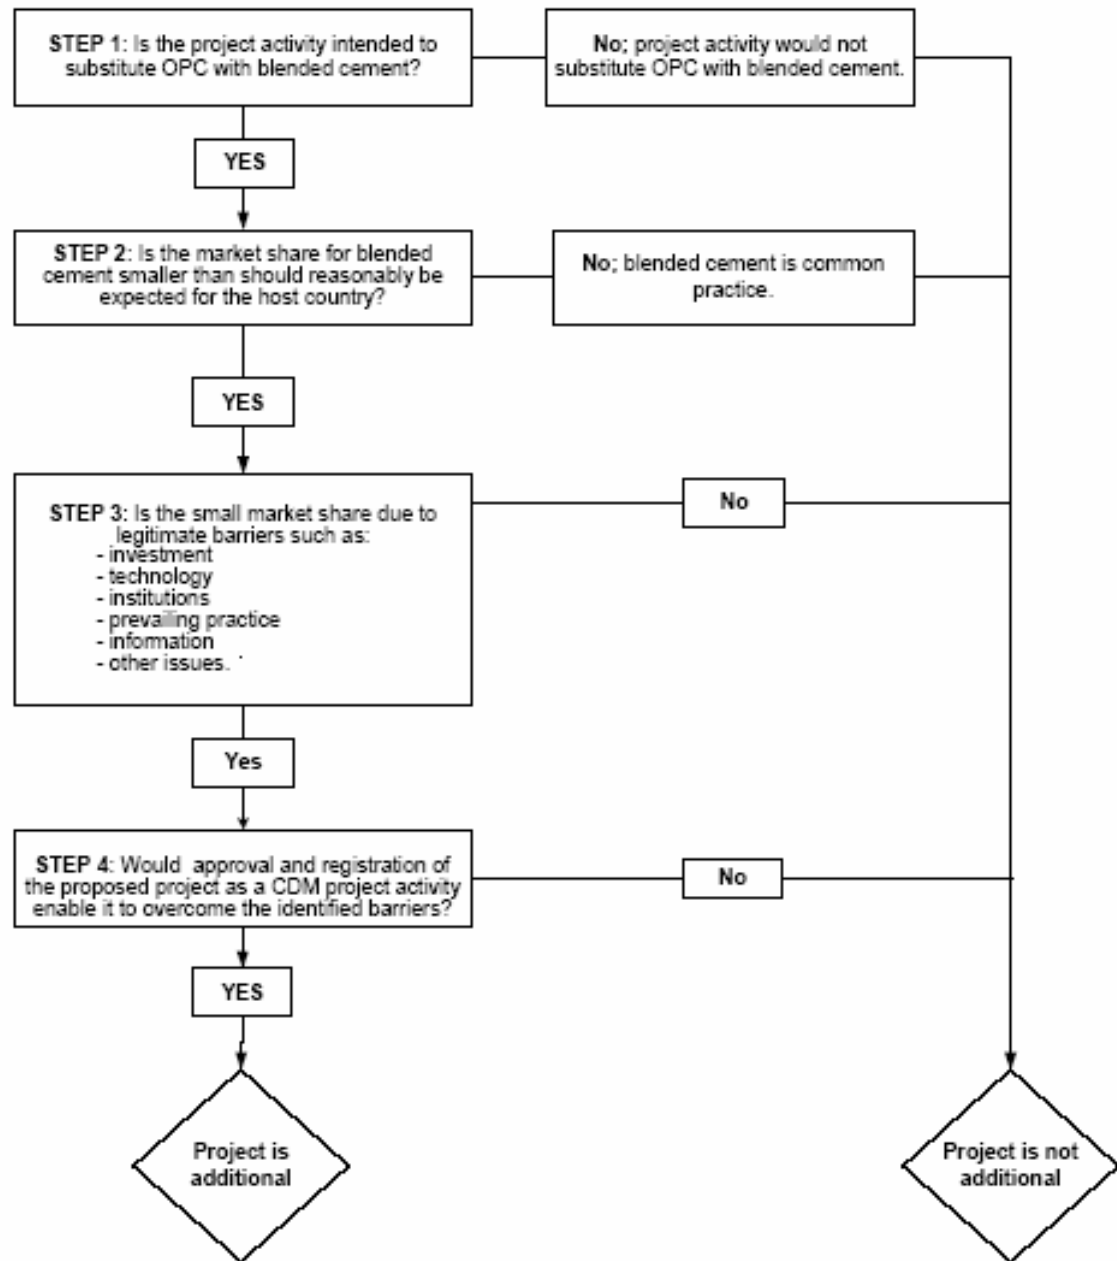 STEP 1: Is the project activity intended to
substitute OPC with blended cement?
No; project activity would not
substitute OPC with blended cement.
YES
STEP 2: Is the market share for blended
cement smaller than should reasonably be
expected for the host country?
No; blended cement is common
practice.
YES
STEP 3: Is the small market share due to
legitimate barriers such as:
- investment
- technology
- institutions
- prevailing practice
- information
- other issues.
No
Yes
STEP 4: Would approval and registration of
the proposed project as a CDM project activity
enable it to overcome the identified barriers?
No
YES
Project is
additional
Project is not
additional